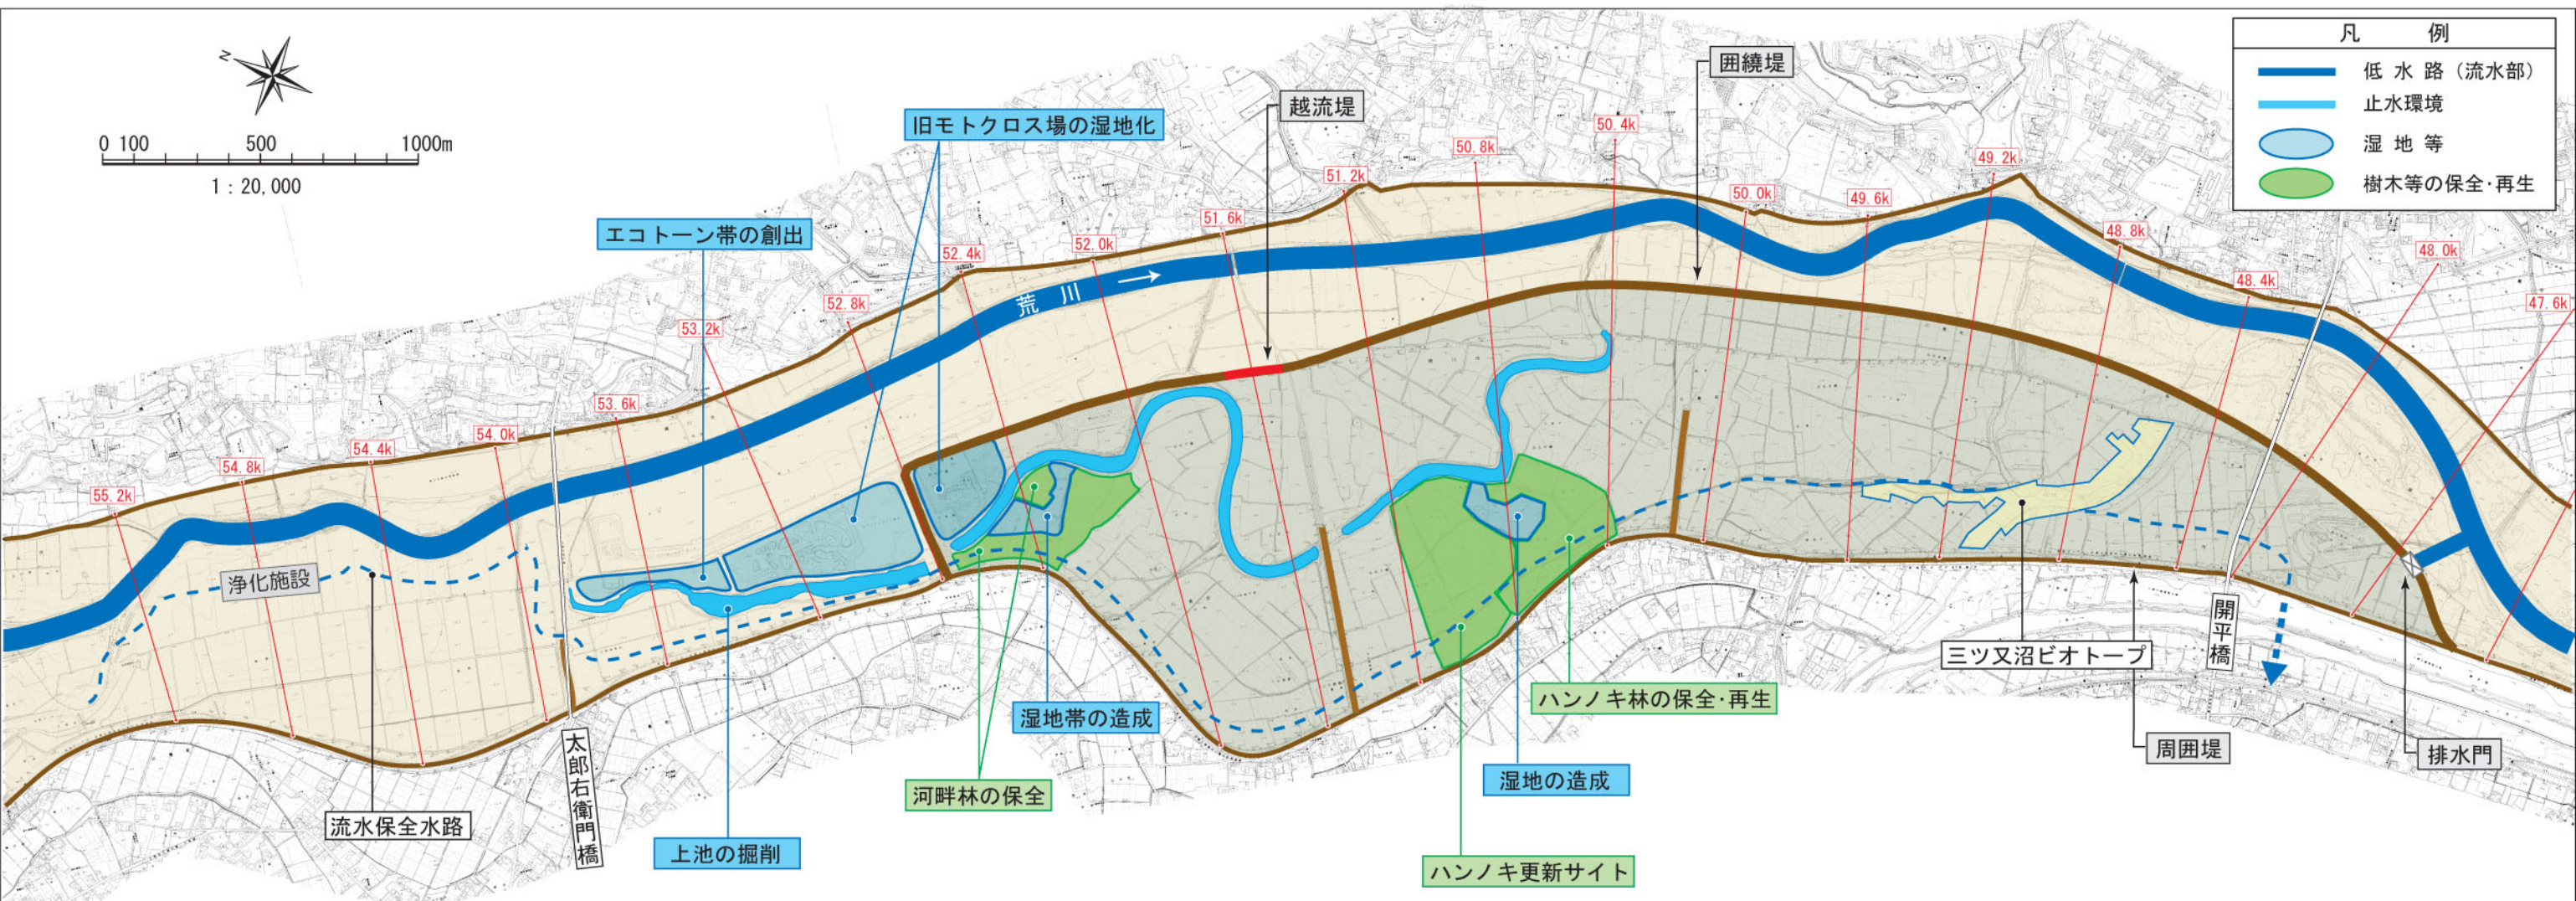 N
0 100 500 1000m
1：20,000
凡 例
低 水 路（流水部）
止水環境
湿 地 等
樹木等の保全･再生
囲繞堤
越流堤
旧モトクロス場の湿地化
エコトーン帯の創出
荒 川
55.2k
54.8k
54.4k
54.0k
53.6k
53.2k
52.8k
52.4k
52.0k
51.6k
51.2k
50.8k
50.4k
50.0k
49.6k
49.2k
48.8k
48.4k
48.0k
47.6k
浄化施設
流水保全水路
太郎右衛門橋
上池の掘削
河畔林の保全
湿地帯の造成
ハンノキ林の保全･再生
湿地の造成
ハンノキ更新サイト
三ツ又沼ビオトープ
開平橋
周囲堤
排水門